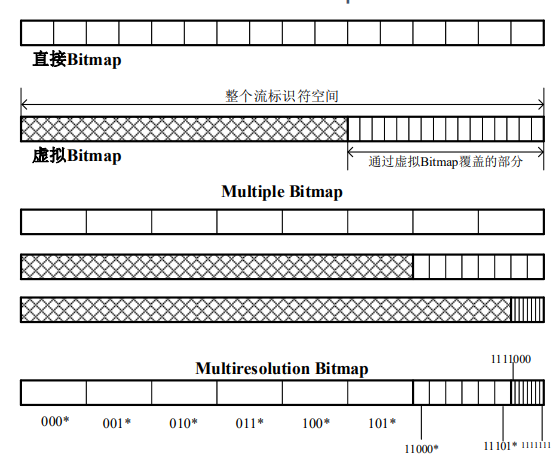 直接Bitmap
整个流标识符空间
虚拟Bitmap
通过虚拟Bitmap覆盖的部分
Multiple Bitmap
Multiresolution Bitmap
1111000
000* 001* 010* 011* 100* 101*
11000* 11101* 1111111